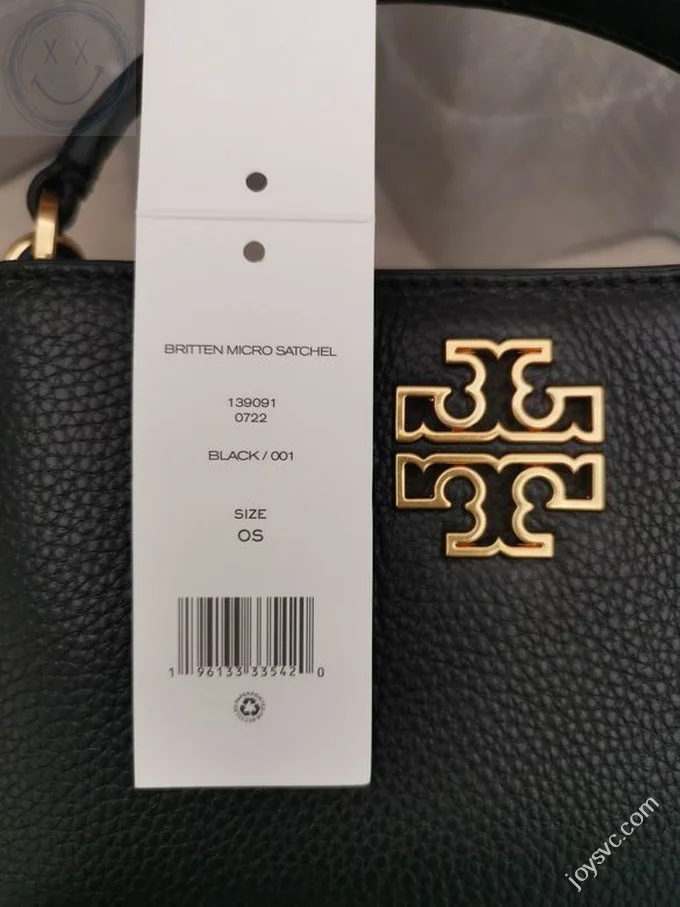 BRITTEN MICRO SATCHEL
139091
0722
BLACK / 001
SIZE
OS
1 96133 33542 0
joysvc.com